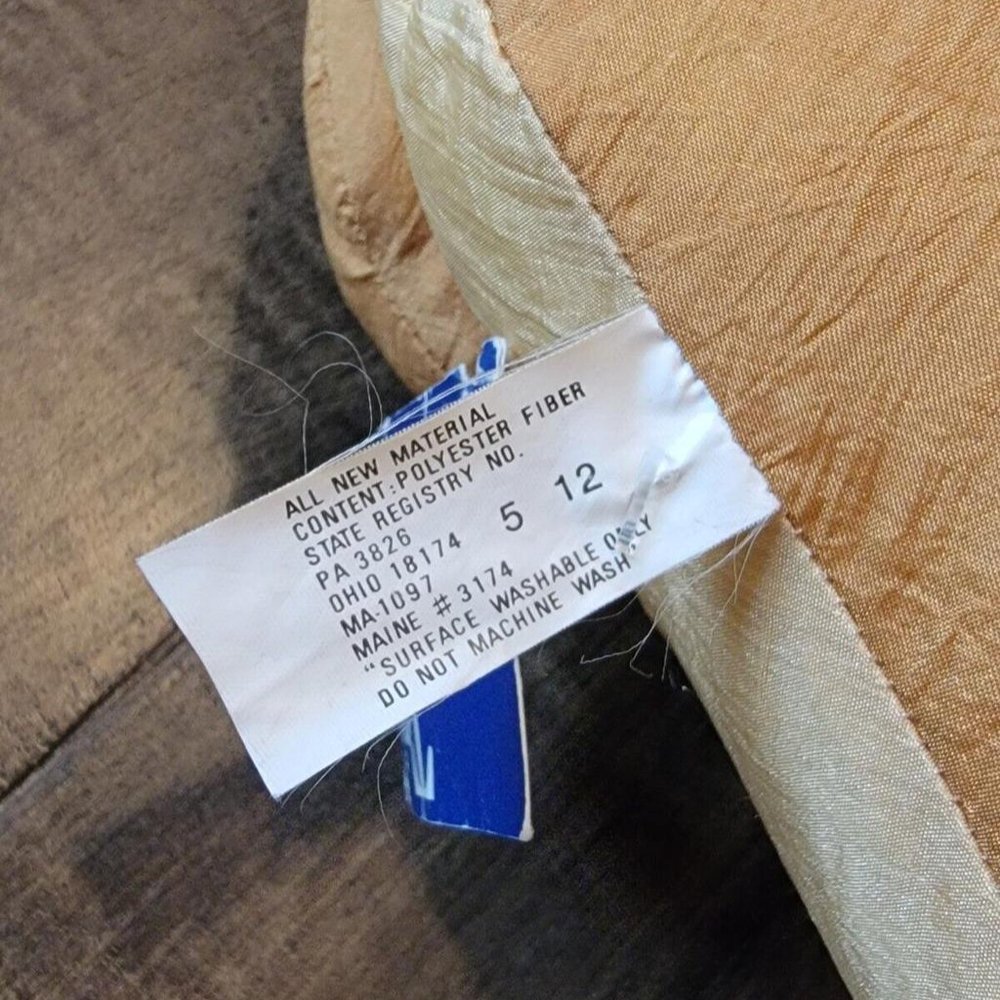 ALL NEW MATERIAL
CONTENT: POLYESTER FIBER
STATE REGISTRY NO.
PA 3826
OHIO 18174 5 12
MA-1097
MAINE # 3174
"SURFACE WASHABLE ONLY
DO NOT MACHINE WASH